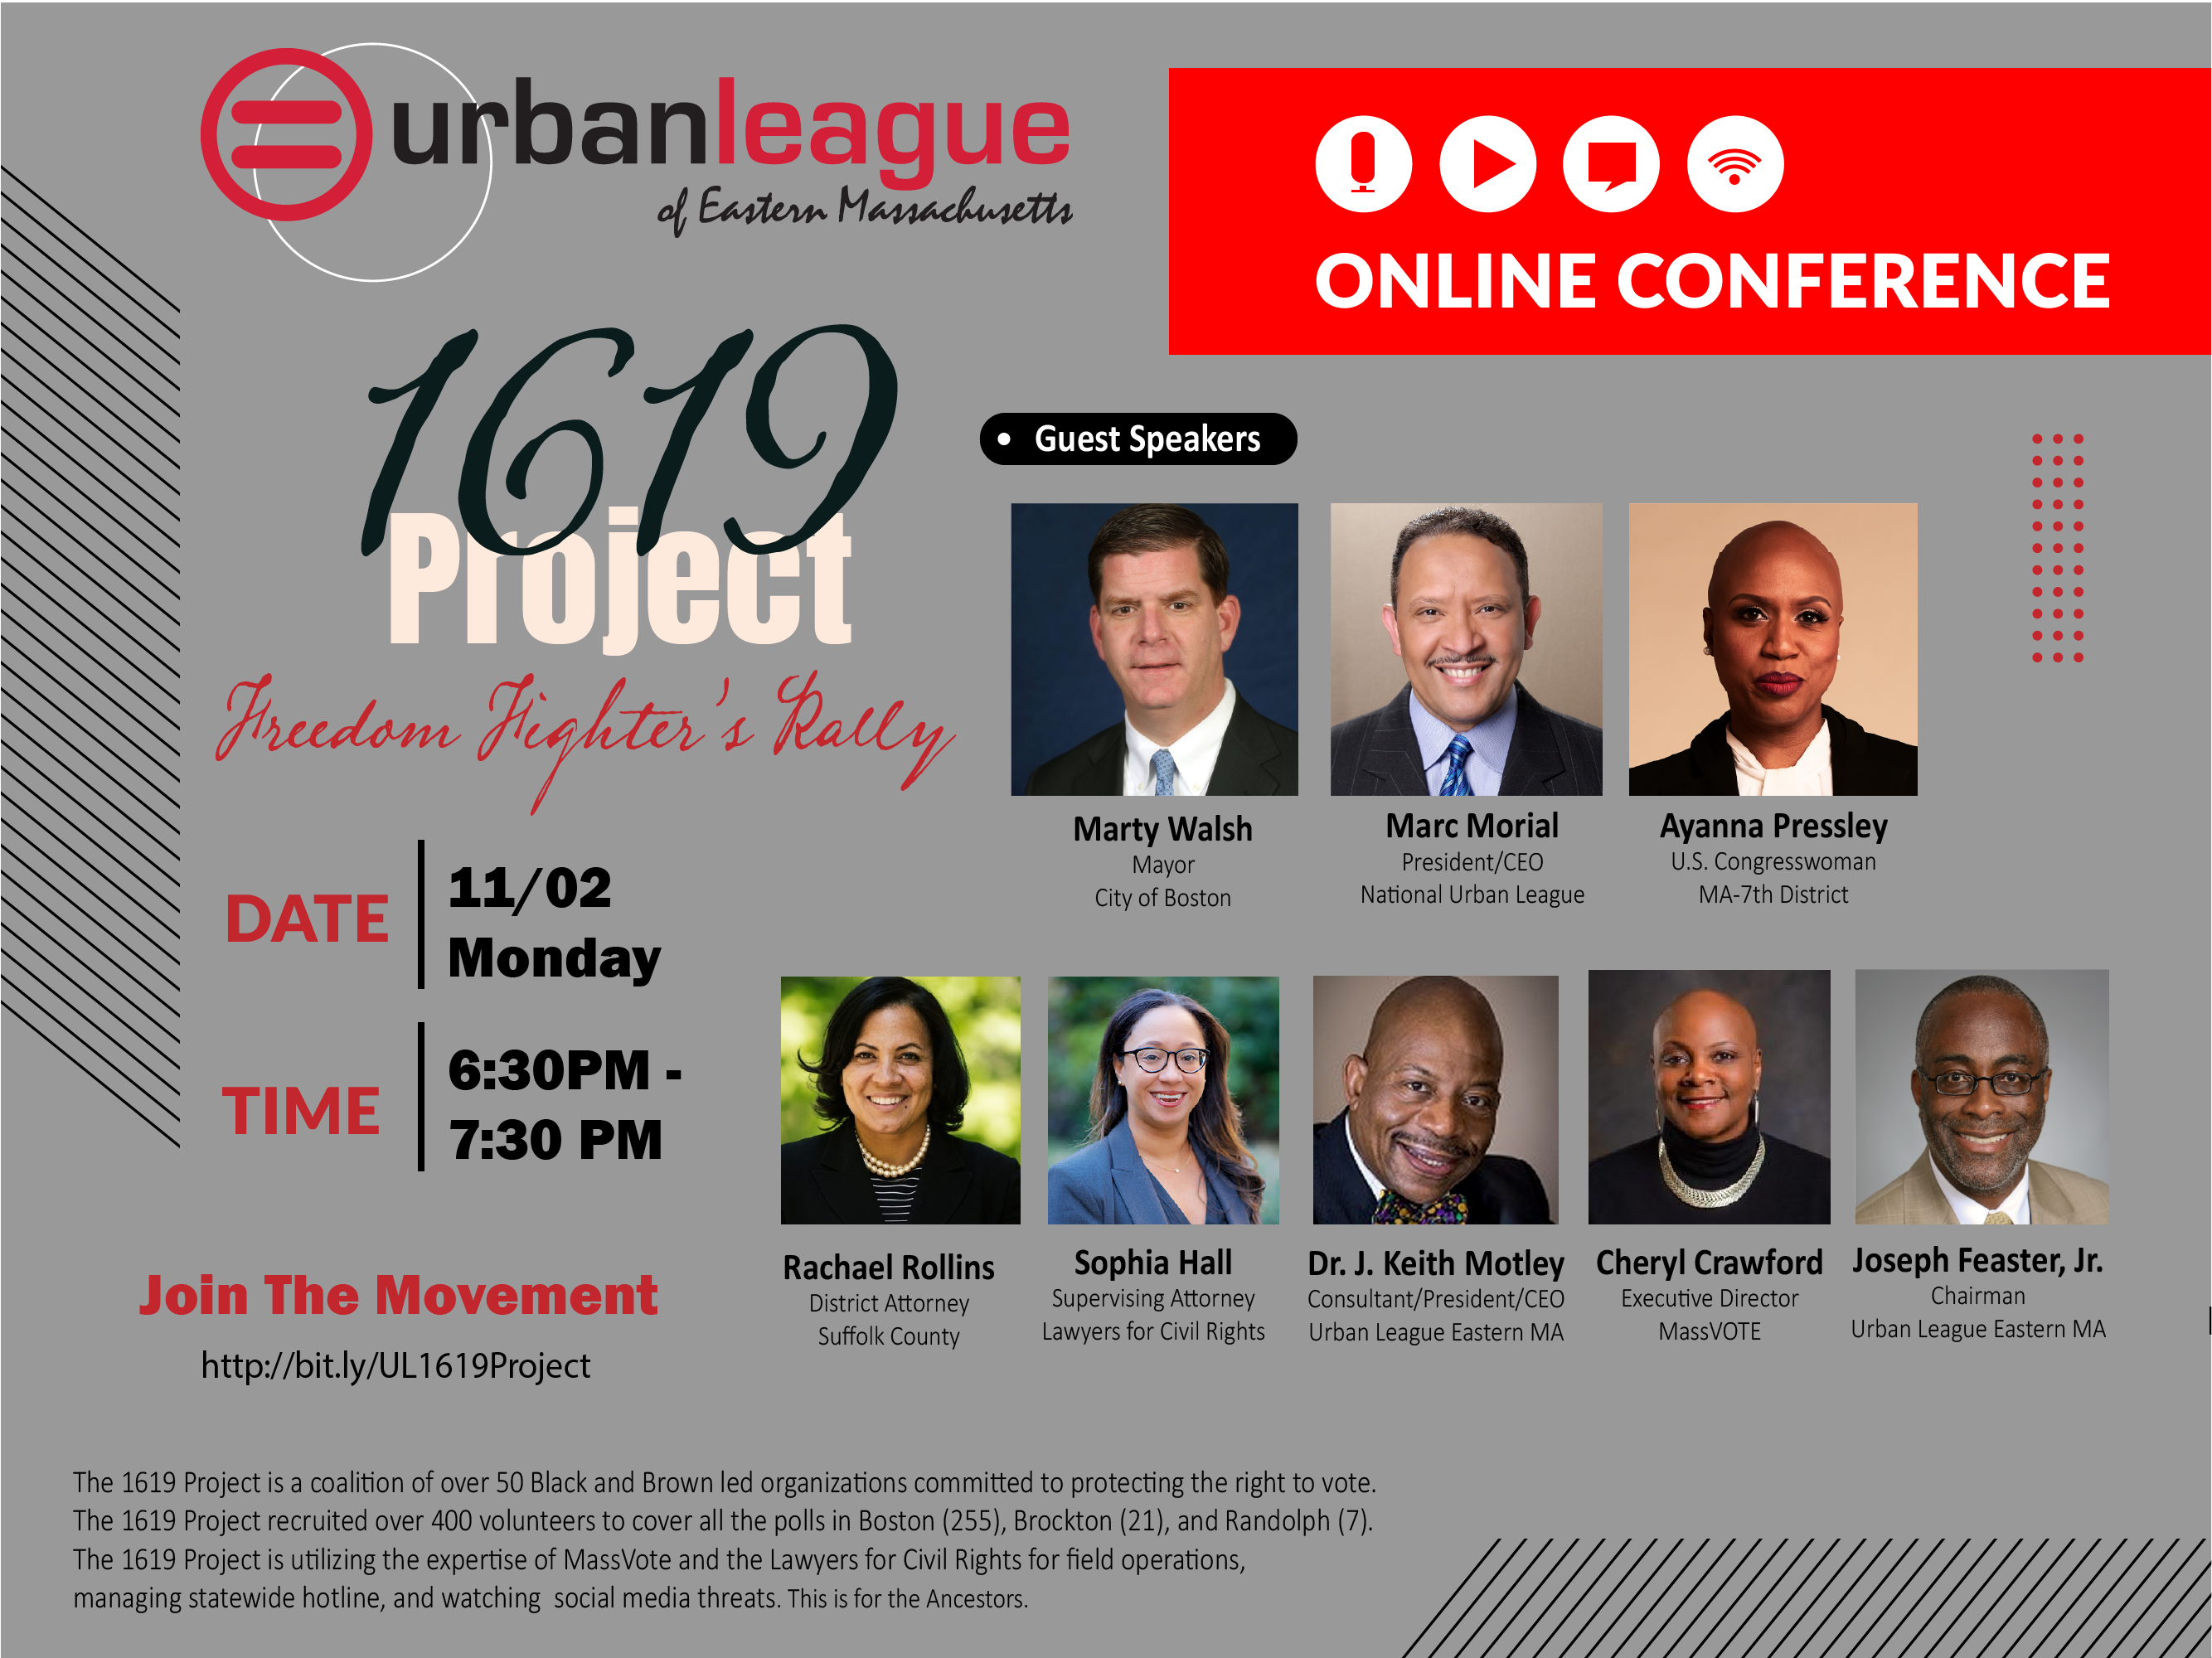 urbanleague
of Eastern Massachusetts
ONLINE CONFERENCE
1619
Project
Freedom Fighter's Rally
DATE
11/02
Monday
TIME
6:30PM -
7:30 PM
Join The Movement
http://bit.ly/UL1619Project
• Guest Speakers
Marty Walsh
Mayor
City of Boston
Marc Morial
President/CEO
National Urban League
Ayanna Pressley
U.S. Congresswoman
MA-7th District
Rachael Rollins
District Attorney
Suffolk County
Sophia Hall
Supervising Attorney
Lawyers for Civil Rights
Dr. J. Keith Motley
Consultant/President/CEO
Urban League Eastern MA
Cheryl Crawford
Executive Director
MassVOTE
Joseph Feaster, Jr.
Chairman
Urban League Eastern MA
The 1619 Project is a coalition of over 50 Black and Brown led organizations committed to protecting the right to vote.
The 1619 Project recruited over 400 volunteers to cover all the polls in Boston (255), Brockton (21), and Randolph (7).
The 1619 Project is utilizing the expertise of MassVote and the Lawyers for Civil Rights for field operations,
managing statewide hotline, and watching  social media threats. This is for the Ancestors.